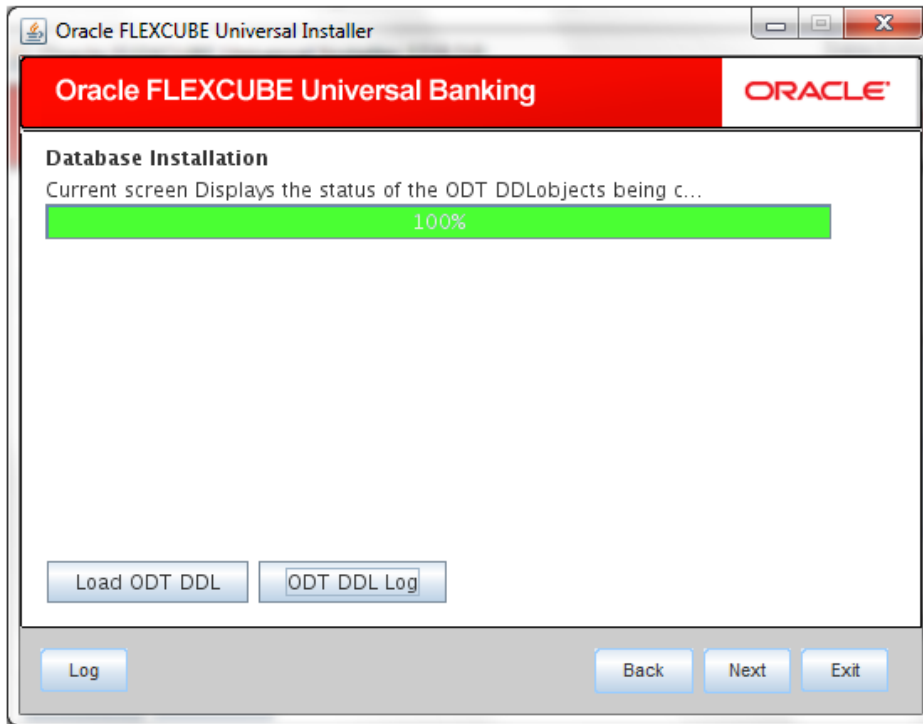 Oracle FLEXCUBE Universal Installer
Oracle FLEXCUBE Universal Banking
ORACLE
Database Installation
Current screen Displays the status of the ODT DDLobjects being c...
100%
Load ODT DDL
ODT DDL Log
Log
Back
Next
Exit